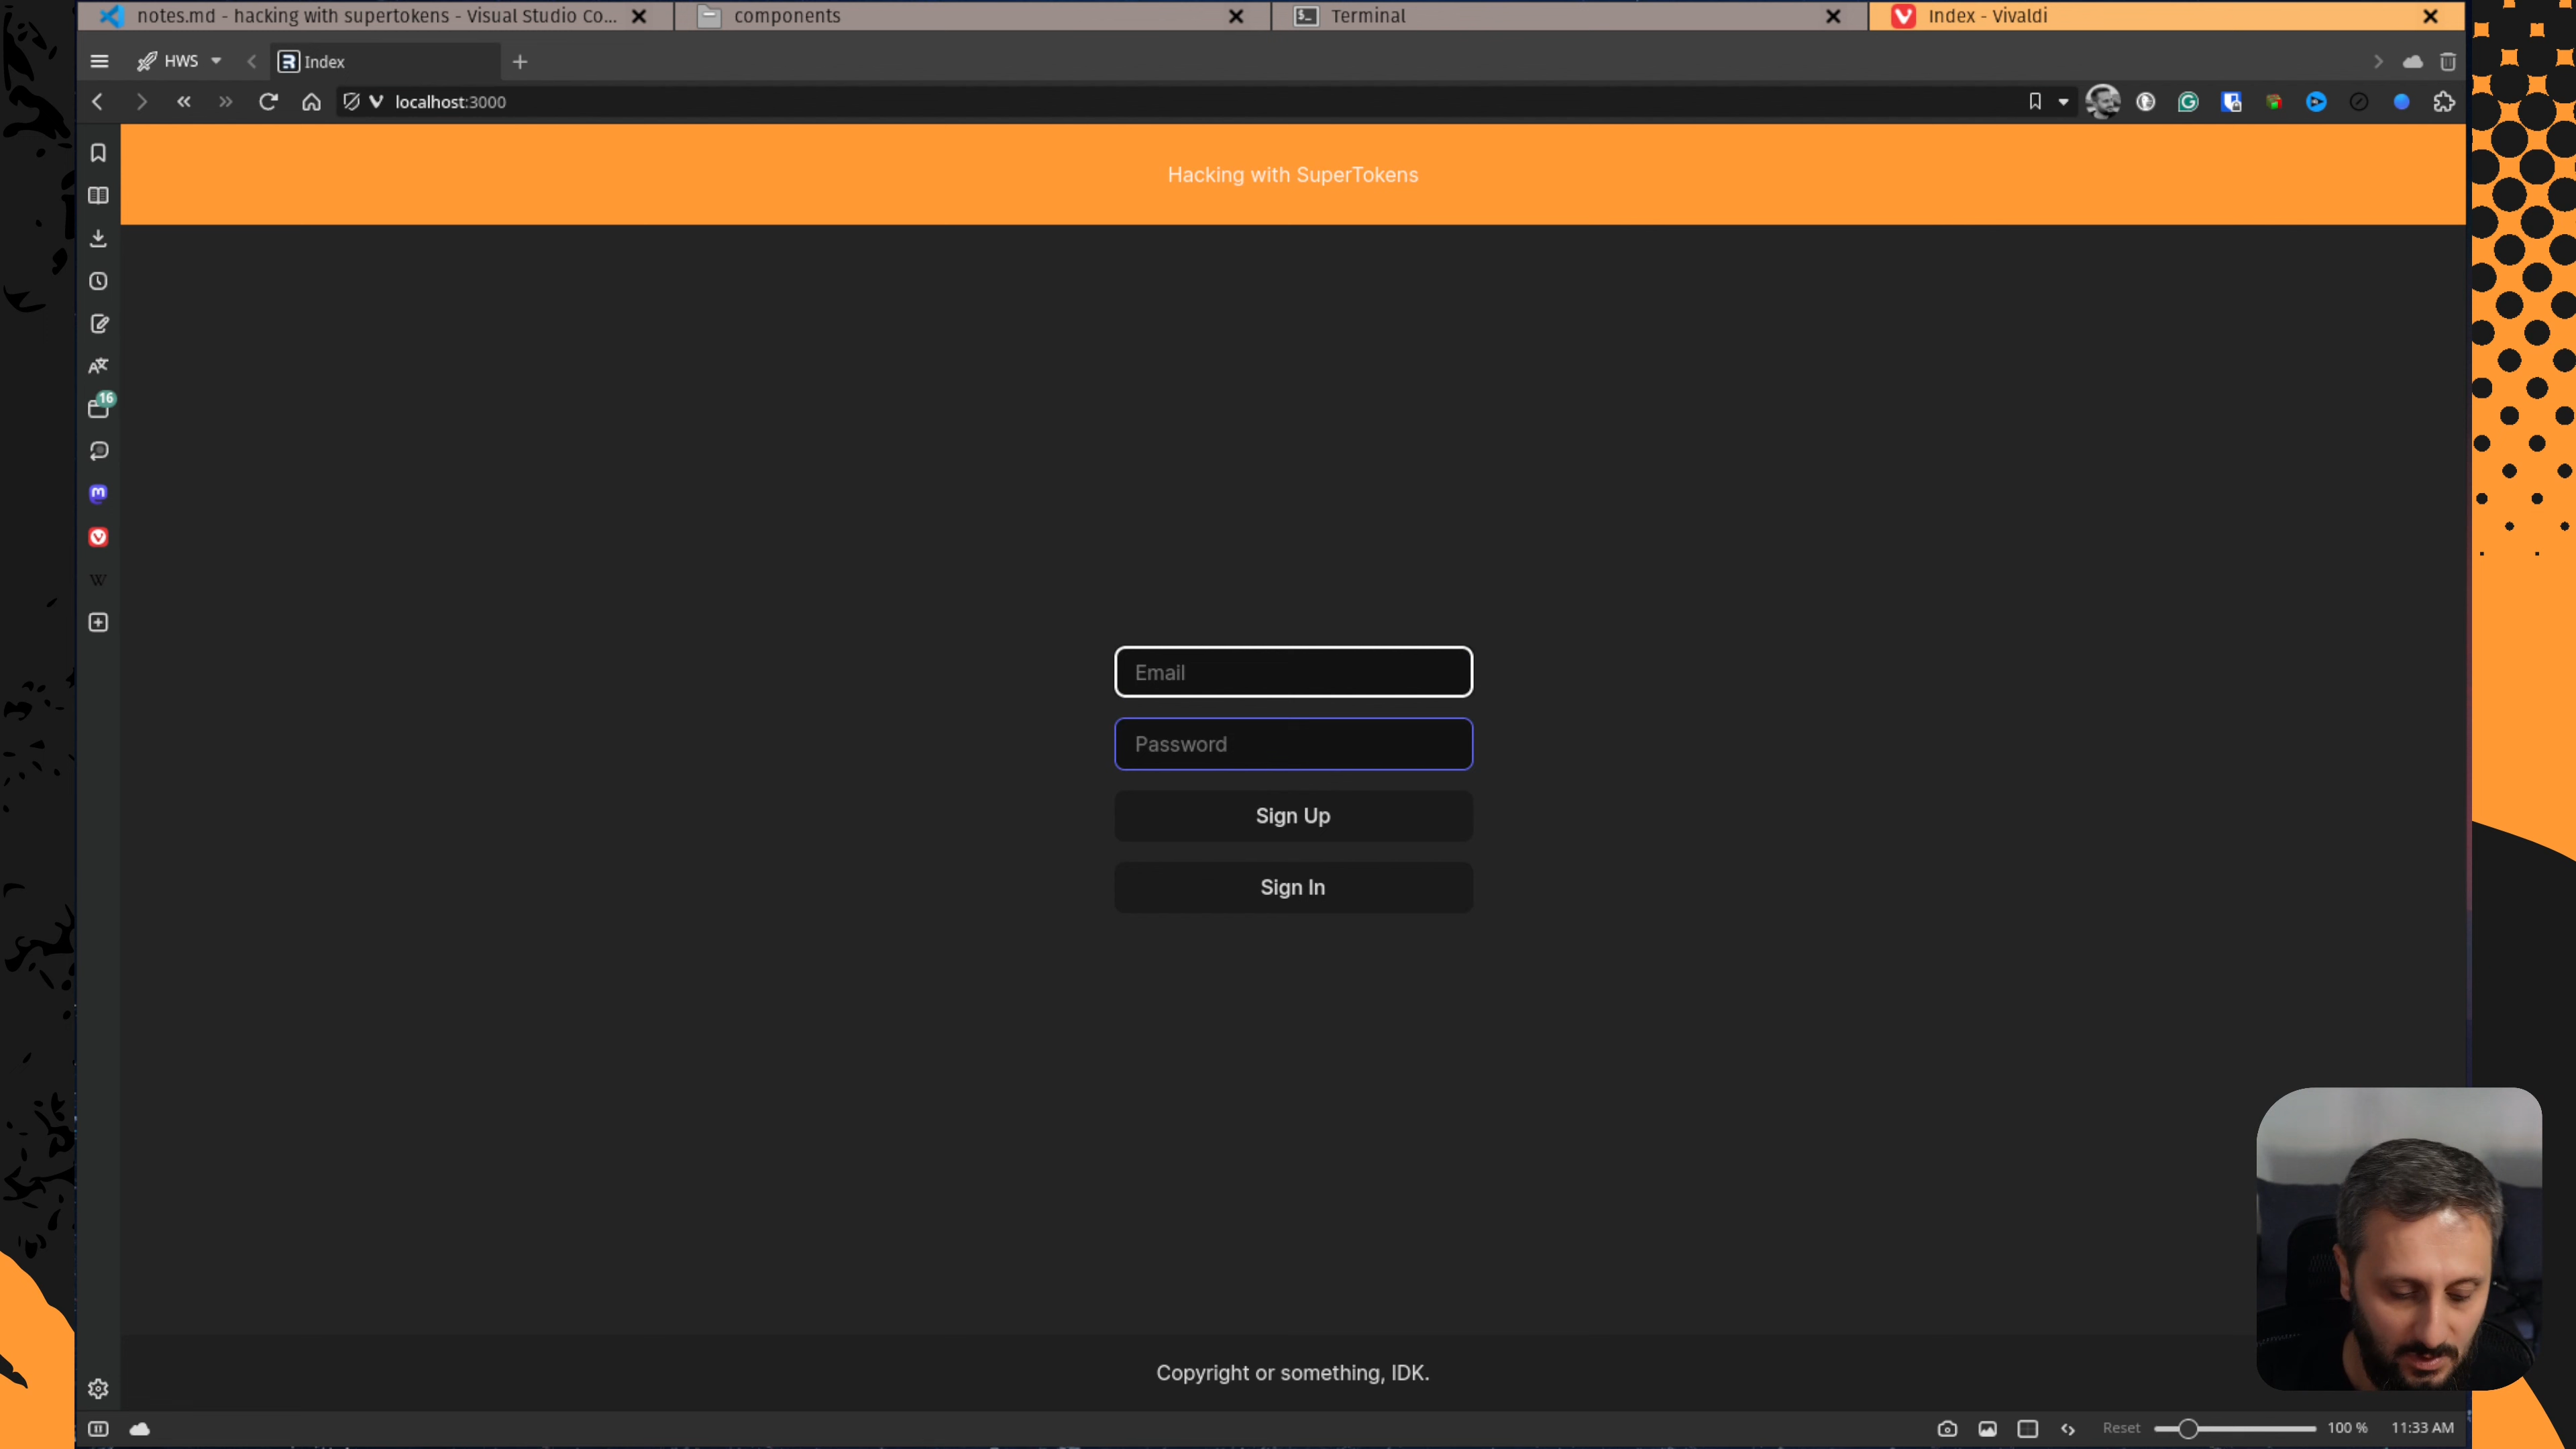 notes.md - hacking with supertokens - Visual Studio Co...
components
Terminal
Index - Vivaldi
HWS
Index
localhost:3000
Hacking with SuperTokens
16
W
Email
Password
Sign Up
Sign In
Copyright or something, IDK.
Reset
100 %
11:33 AM